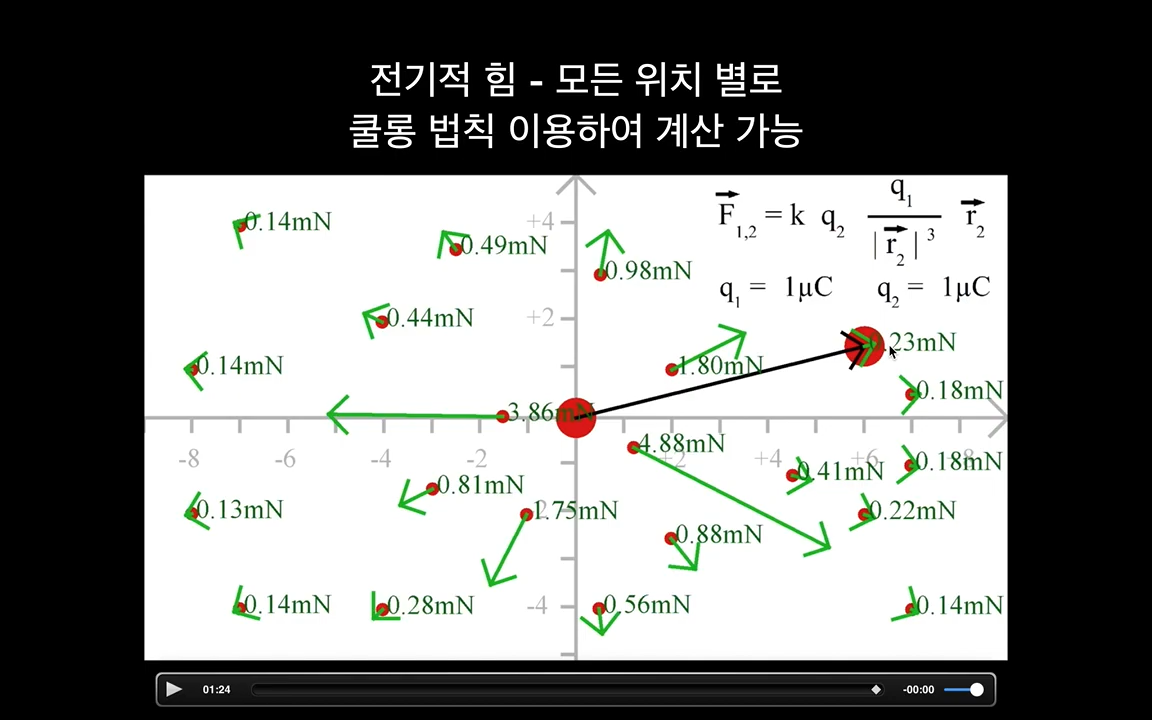 전기적 힘 - 모든 위치 별로
쿨롱 법칙 이용하여 계산 가능
F1,2 = k q2 q1 / |r2|3 r2
q1 = 1μC q2 = 1μC
0.14mN
+4
0.49mN
0.98mN
0.44mN
+2
0.14mN
1.80mN
.23mN
0.18mN
3.86mN
-8
-6
-4
-2
+2
+4
+6
8
4.88mN
0.41mN
0.18mN
0.81mN
0.13mN
1.75mN
0.22mN
0.88mN
0.14mN
0.28mN
-4
0.56mN
0.14mN
01:24
-00:00